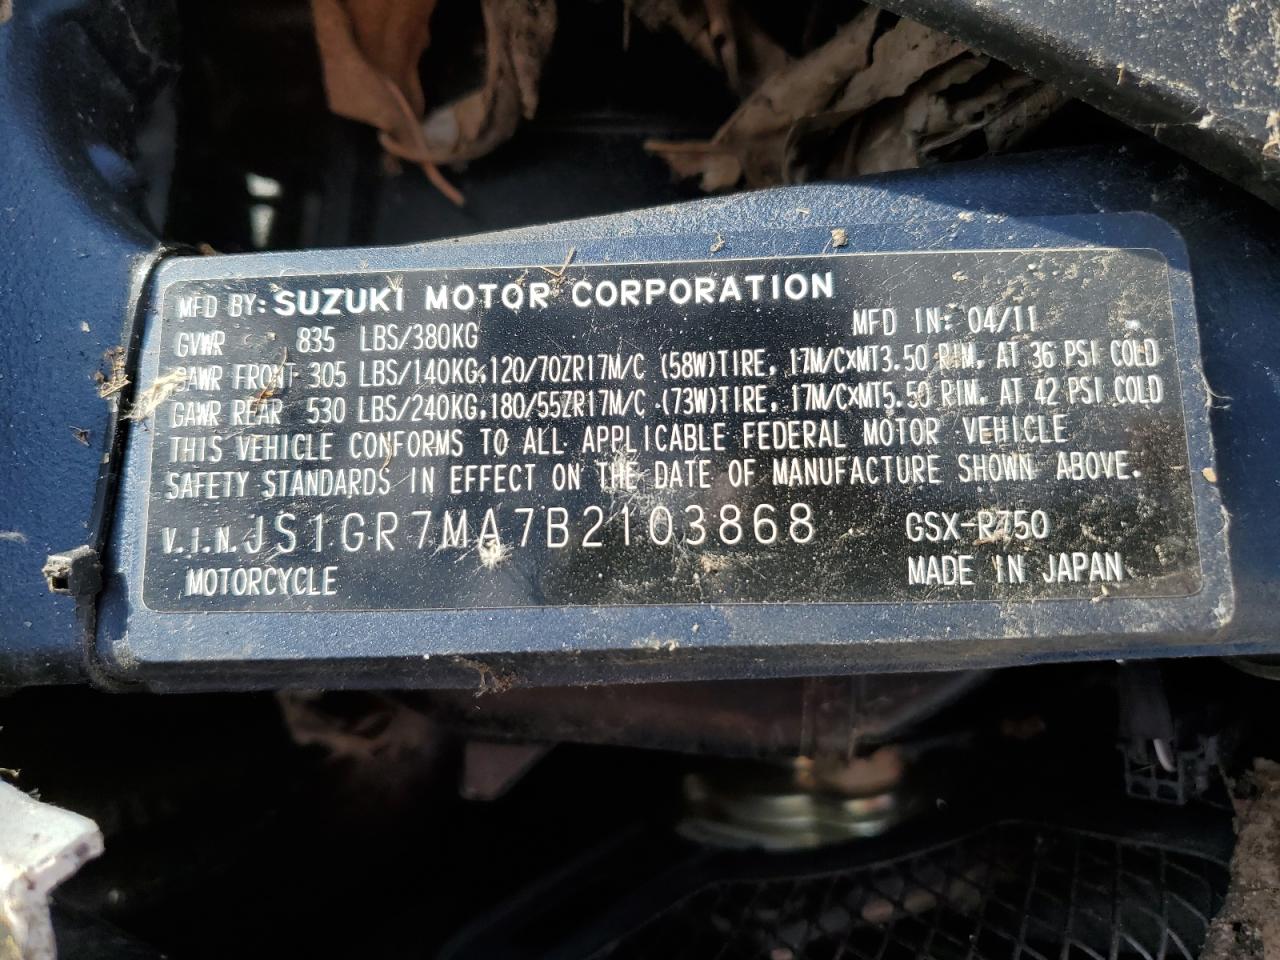 MFD BY: SUZUKI MOTOR CORPORATION
GVWR 835 LBS/380KG MFD IN: 04/11
GAWR FRONT 305 LBS/140KG,120/70ZR17M/C (58W)TIRE, 17M/C×MT3.50 RIM, AT 36 PSI COLD
GAWR REAR 530 LBS/240KG,180/55ZR17M/C (73W)TIRE, 17M/C×MT5.50 RIM, AT 42 PSI COLD
THIS VEHICLE CONFORMS TO ALL APPLICABLE FEDERAL MOTOR VEHICLE
SAFETY STANDARDS IN EFFECT ON THE DATE OF MANUFACTURE SHOWN ABOVE.
V.I.N. JS1GR7MA7B2103868 GSX-R750
MOTORCYCLE MADE IN JAPAN